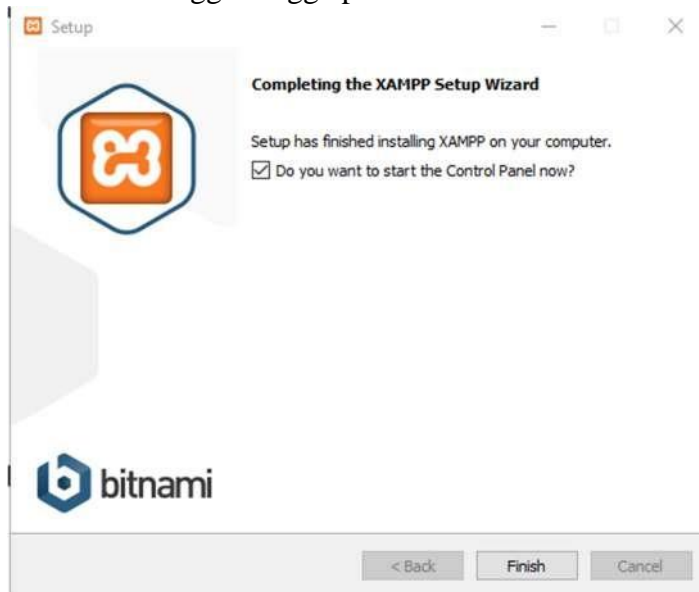 Setup
Completing the XAMPP Setup Wizard
Setup has finished installing XAMPP on your computer.
Do you want to start the Control Panel now?
bitnami
< Back
Finish
Cancel